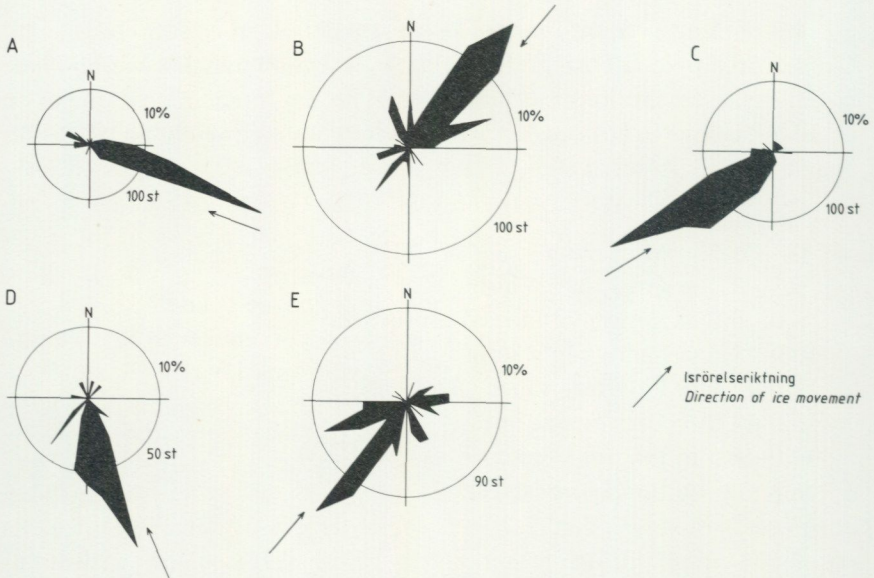 A
N
10%
100 st
B
N
10%
100 st
C
N
10%
100 st
D
N
10%
50 st
E
N
10%
90 st
Isrörelseriktning
Direction of ice movement